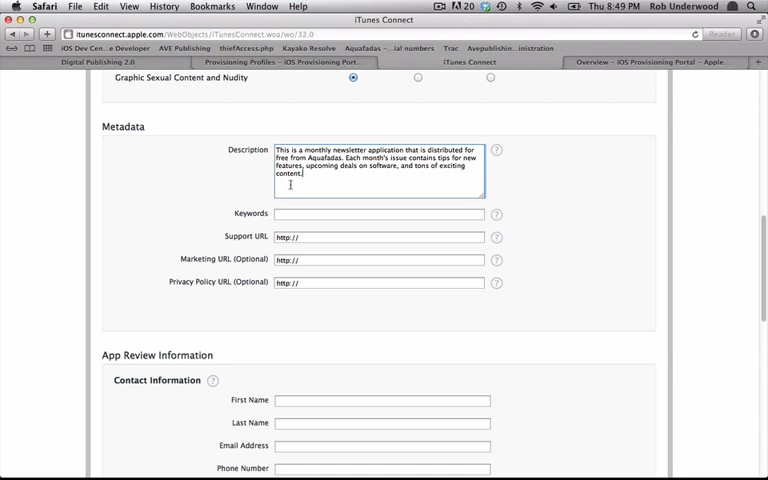 Safari File Edit View History Bookmarks Window Help 20 Thu 8:49 PM Rob Underwood
iTunes Connect
itunesconnect.apple.com/WebObjects/iTunesConnect.woa/wo/32.0 Reader
iOS Dev Cen...e Developer AVE Publishing thiefAccess.php Kayako Resolve Aquafadas -...ial numbers Trac Avepublishin...inistration
Digital Publishing 2.0 Provisioning Profiles – iOS Provisioning Port... iTunes Connect Overview – iOS Provisioning Portal – Apple...
Graphic Sexual Content and Nudity
Metadata
Description
This is a monthly newsletter application that is distributed for
free from Aquafadas. Each month's issue contains tips for new
features, upcoming deals on software, and tons of exciting
content.
?
Keywords ?
Support URL http:// ?
Marketing URL (Optional) http:// ?
Privacy Policy URL (Optional) http:// ?
App Review Information
Contact Information ?
First Name
Last Name
Email Address
Phone Number